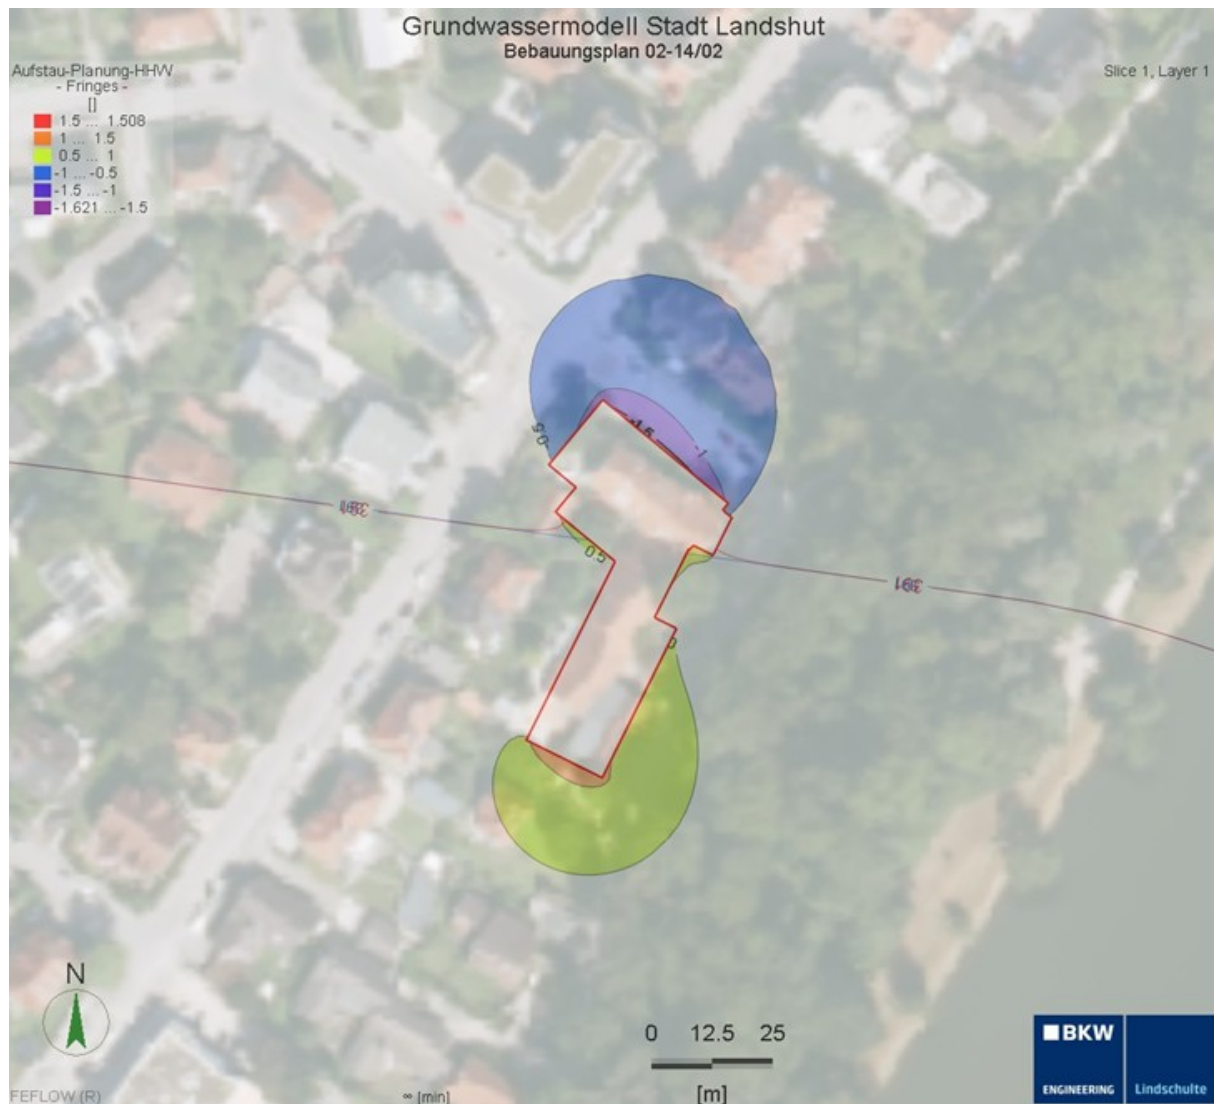 Grundwassermodell Stadt Landshut
Bebauungsplan 02-14/02
Aufstau-Planung-HHW
- Fringes -
[]
1.5 ... 1.508
1 ... 1.5
0.5 ... 1
-1 ... -0.5
-1.5 ... -1
-1.621 ... -1.5
Slice 1, Layer 1
-1.5
-1
0.5
391
N
0 12.5 25
[m]
BKW
ENGINEERING
Lindschulte
FEFLOW (R)
∞ [min]